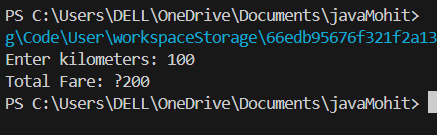 PS C:\Users\DELL\OneDrive\Documents\javaMohit>
g\Code\User\workspaceStorage\66edb95676f321f2a13
Enter kilometers: 100
Total Fare: ?200
PS C:\Users\DELL\OneDrive\Documents\javaMohit>